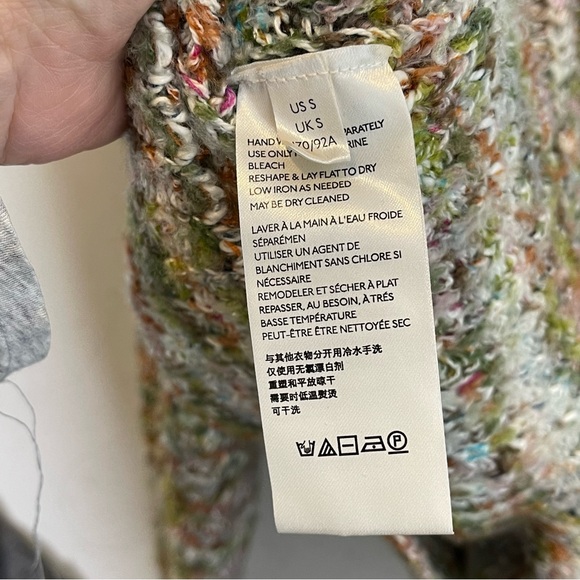 US S
UK S
170/92A
HAND PARATELY
USE ONLY RINE
BLEACH
RESHAPE & LAY FLAT TO DRY
LOW IRON AS NEEDED
MAY BE DRY CLEANED
LAVER À LA MAIN À L'EAU FROIDE
SÉPARÉMEN
UTILISER UN AGENT DE
BLANCHIMENT SANS CHLORE SI
NÉCESSAIRE
REMODELER ET SÉCHER À PLAT
REPASSER, AU BESOIN, À TRÉS
BASSE TEMPÉRATURE
PEUT-ÊTRE ÊTRE NETTOYÉE SEC
与其他衣物分开用冷水手洗
仅使用无氯漂白剂
重塑和平放晾干
需要时低温熨烫
可干洗
P